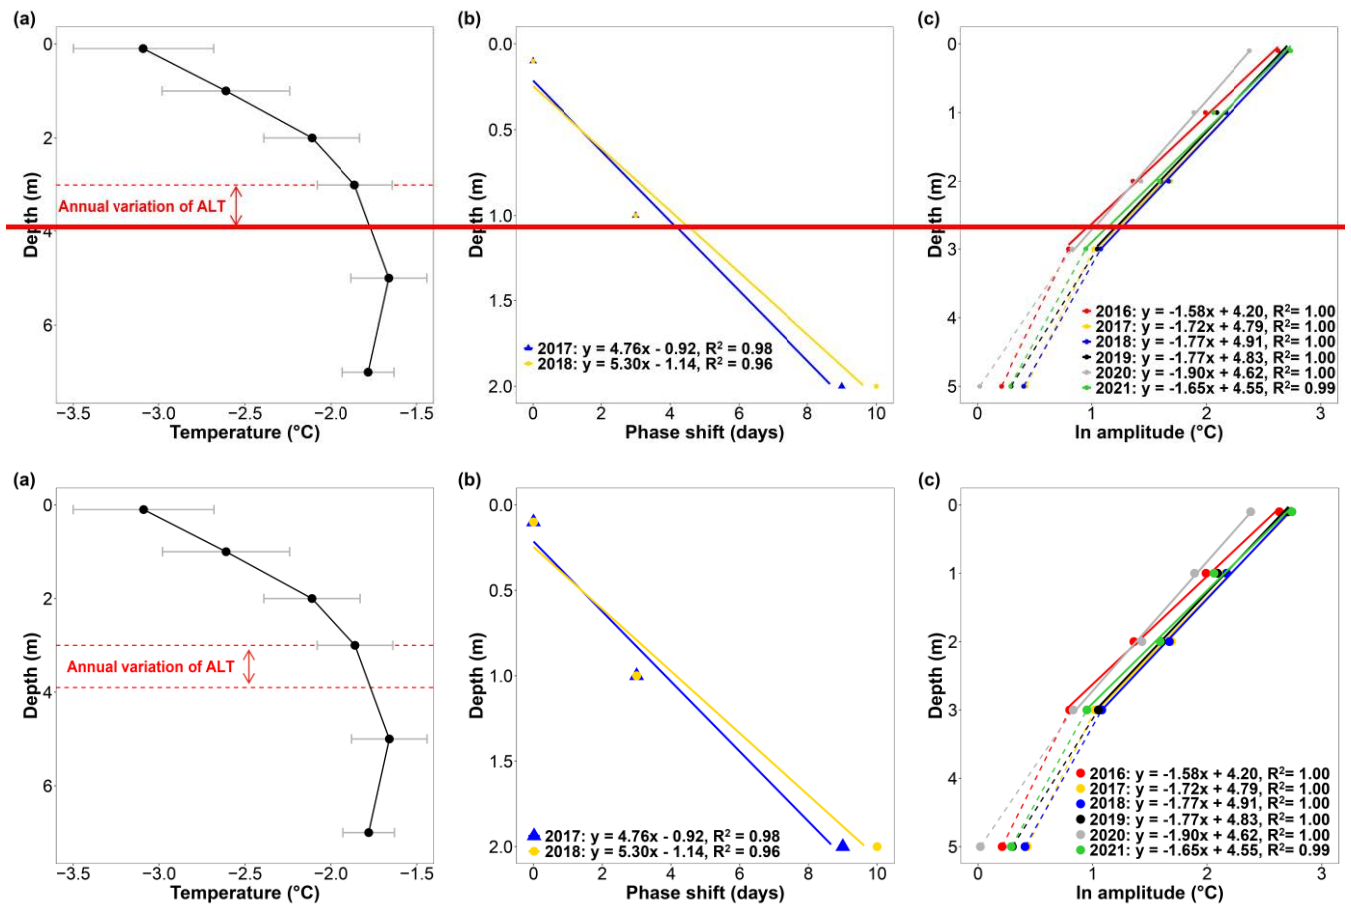 (a)
(b)
(c)
0
2
4
6
Depth (m)
Annual variation of ALT
−3.5
−3.0
−2.5
−2.0
−1.5
Temperature (°C)
0.0
0.5
1.0
1.5
2.0
Depth (m)
2017: y = 4.76x - 0.92, R² = 0.98
2018: y = 5.30x - 1.14, R² = 0.96
0
2
4
6
8
10
Phase shift (days)
0
1
2
3
4
5
Depth (m)
2016: y = -1.58x + 4.20, R²= 1.00
2017: y = -1.72x + 4.79, R²= 1.00
2018: y = -1.77x + 4.91, R²= 1.00
2019: y = -1.77x + 4.83, R²= 1.00
2020: y = -1.90x + 4.62, R²= 1.00
2021: y = -1.65x + 4.55, R²= 0.99
0
1
2
3
ln amplitude (°C)
(a)
(b)
(c)
0
2
4
6
Depth (m)
Annual variation of ALT
−3.5
−3.0
−2.5
−2.0
−1.5
Temperature (°C)
0.0
0.5
1.0
1.5
2.0
Depth (m)
2017: y = 4.76x - 0.92, R² = 0.98
2018: y = 5.30x - 1.14, R² = 0.96
0
2
4
6
8
10
Phase shift (days)
0
1
2
3
4
5
Depth (m)
2016: y = -1.58x + 4.20, R²= 1.00
2017: y = -1.72x + 4.79, R²= 1.00
2018: y = -1.77x + 4.91, R²= 1.00
2019: y = -1.77x + 4.83, R²= 1.00
2020: y = -1.90x + 4.62, R²= 1.00
2021: y = -1.65x + 4.55, R²= 0.99
0
1
2
3
ln amplitude (°C)